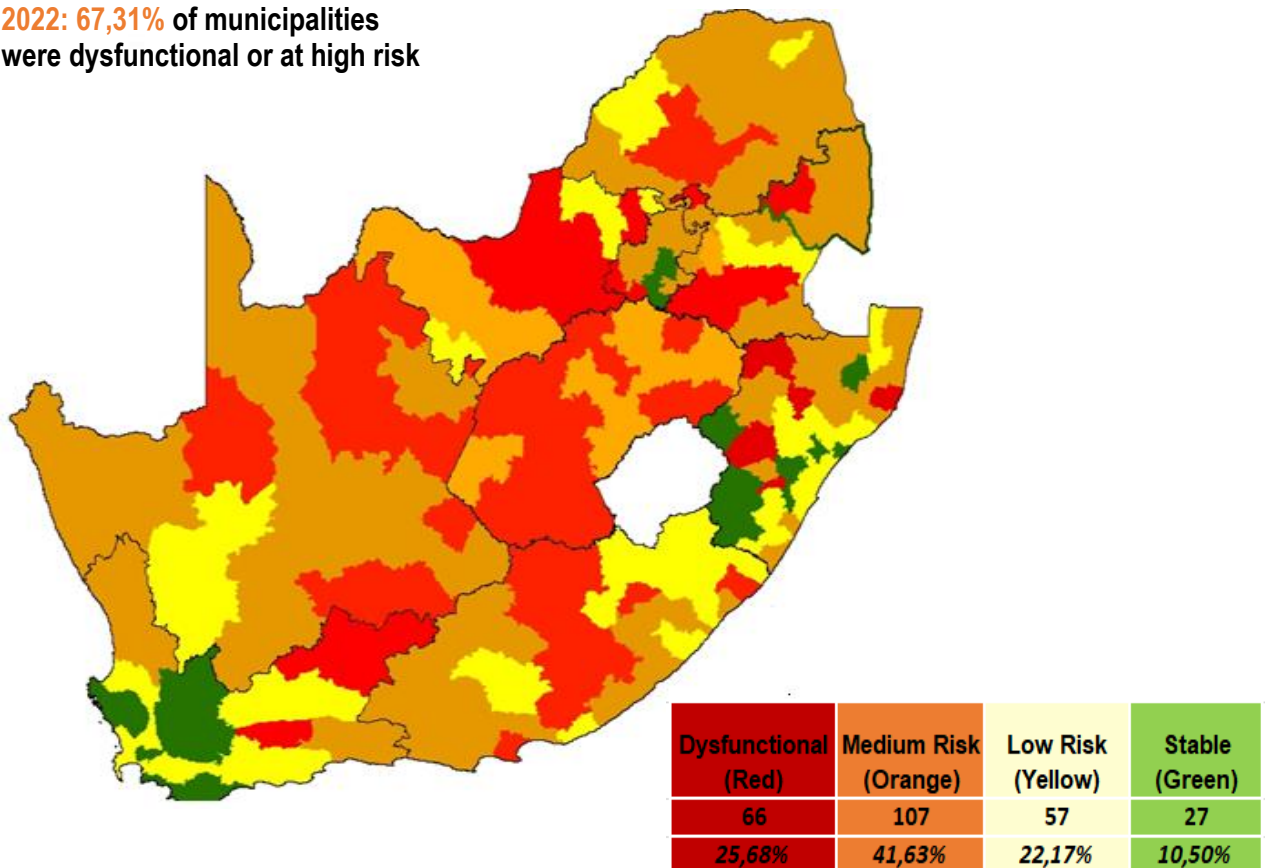 2022: 67,31% of municipalities
were dysfunctional or at high risk
Dysfunctional Medium Risk Low Risk Stable
(Red) (Orange) (Yellow) (Green)
66 107 57 27
25,68% 41,63% 22,17% 10,50%